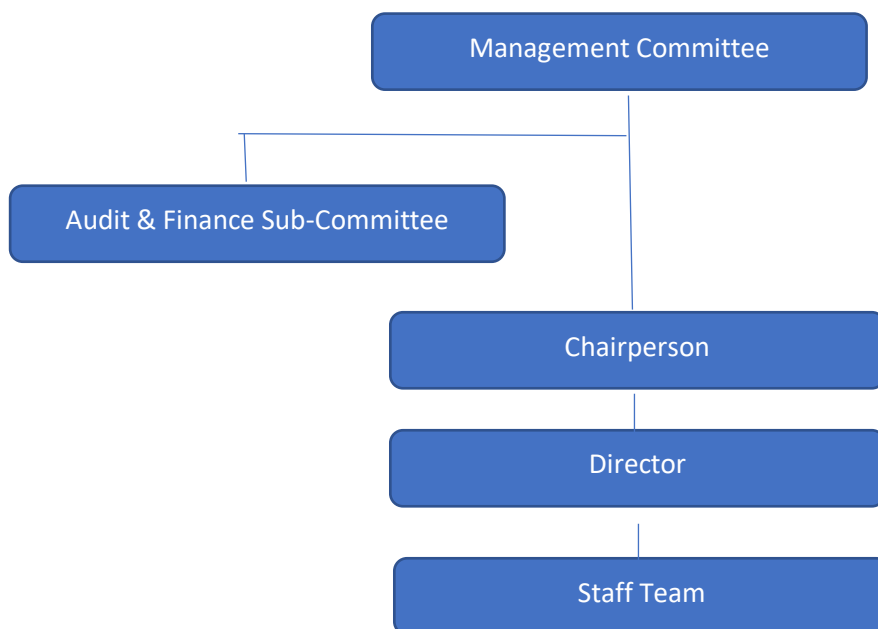 Management Committee
Audit & Finance Sub-Committee
Chairperson
Director
Staff Team